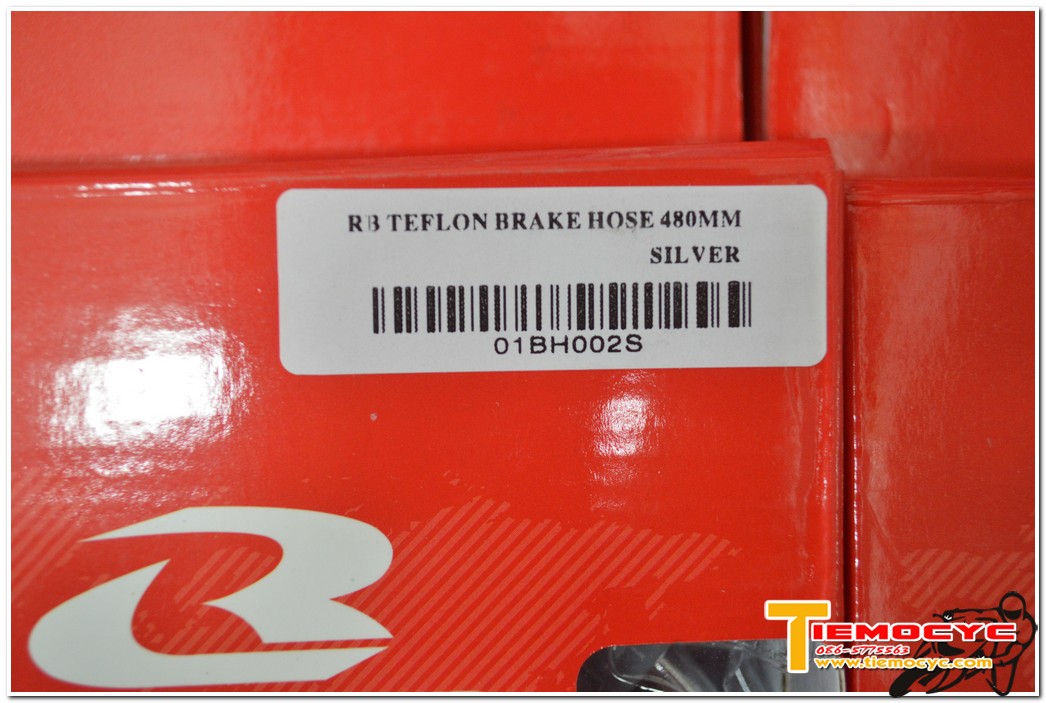 RB TEFLON BRAKE HOSE 480MM
SILVER
01BH002S
TIEMOCYC
086-5775563
www.tiemocyc.com